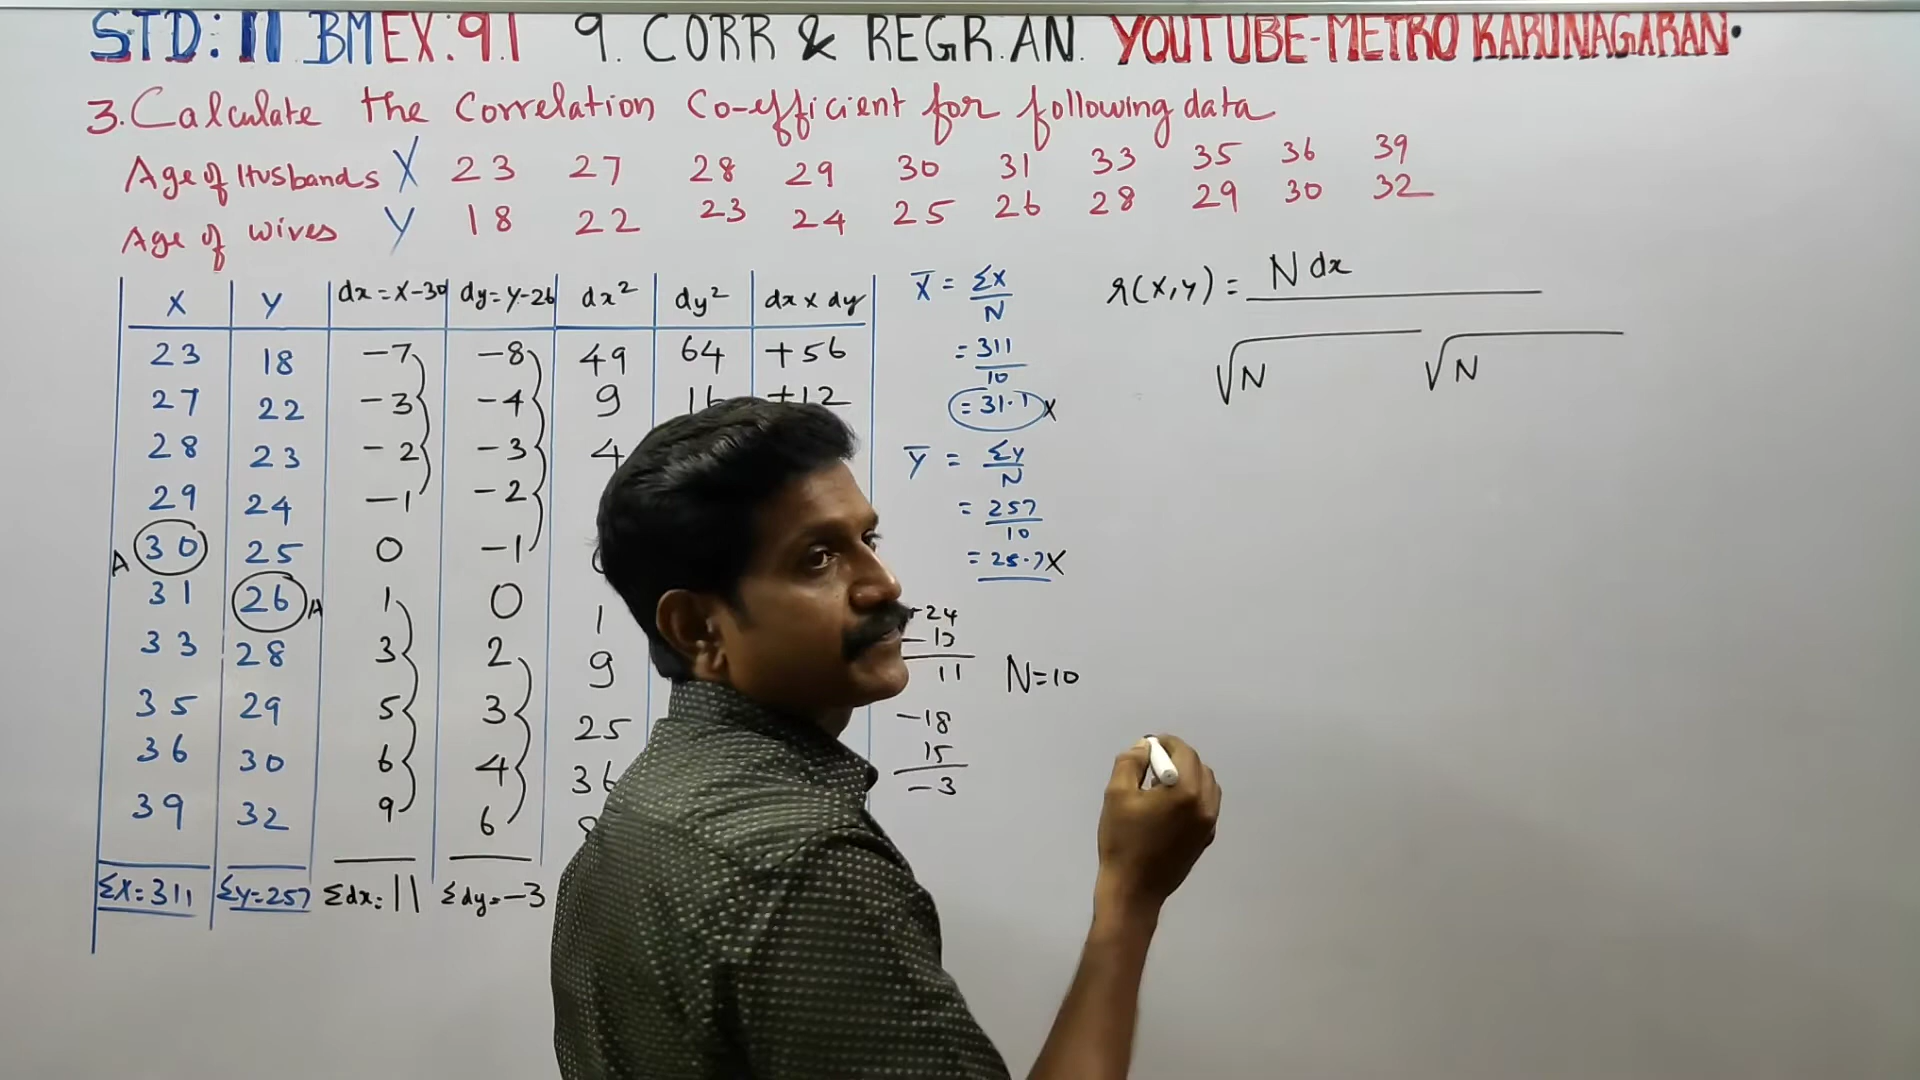 STD: 11 BM EX: 9.1 9. CORR & REGR. AN. YOUTUBE-METRO KARUNAGARAN.
3. Calculate the Correlation Co-efficient for following data
Age of Husbands X 23 27 28 29 30 31 33 35 36 39
Age of wives Y 18 22 23 24 25 26 28 29 30 32
X Y dx = X-30 dy = Y-26 dx² dy² dx x dy
23 18 -7 -8 49 64 +56
27 22 -3 -4 9 16 +12
28 23 -2 -3 4
29 24 -1 -2
A 30 25 0 -1
31 26 A 1 0 1
33 28 3 2 9
35 29 5 3 25
36 30 6 4 36
39 32 9 6
Σx = 311 Σy = 257 Σdx = 11 Σdy = -3
X̄ = Σx/N
= 311/10
= 31.1 X
Ȳ = Σy/N
= 257/10
= 25.7 X
24
-13
11
N = 10
-18
15
-3
r(x,y) = N dx
√N √N